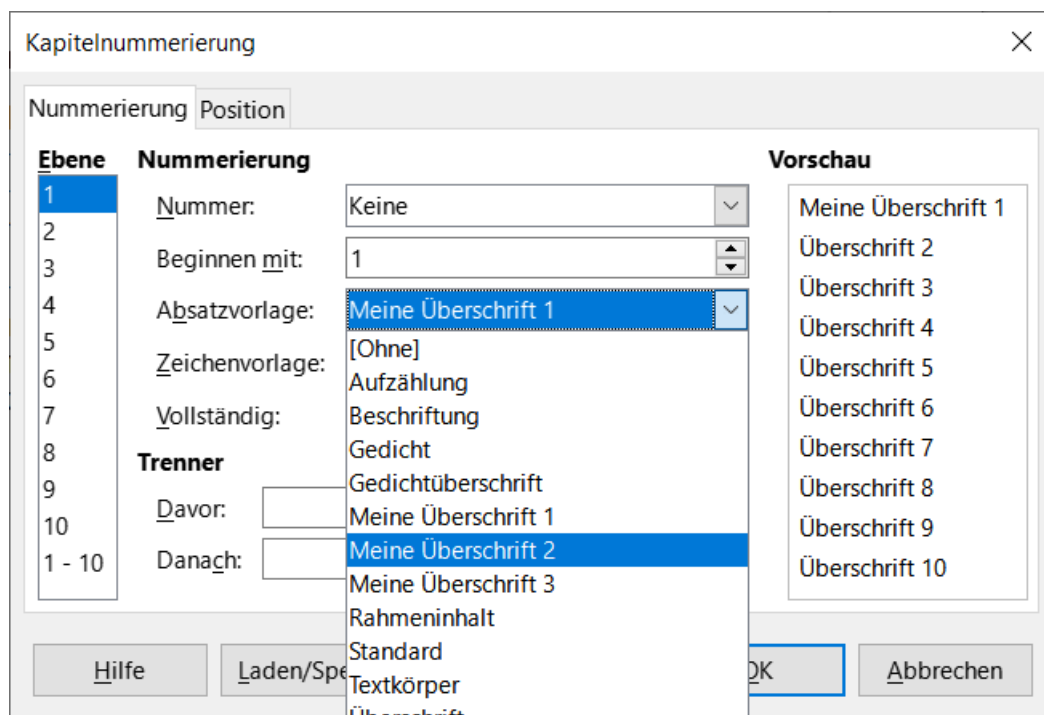 Kapitelnummerierung
Nummerierung Position
Ebene Nummerierung Vorschau
1 Nummer: Keine Meine Überschrift 1
2 Beginnen mit: 1 Überschrift 2
3 Überschrift 3
4 Absatzvorlage: Meine Überschrift 1 Überschrift 4
5 Zeichenvorlage: [Ohne] Überschrift 5
6 Aufzählung Überschrift 6
7 Vollständig: Beschriftung Überschrift 7
8 Trenner Gedicht Überschrift 8
9 Davor: Gedichtüberschrift Überschrift 9
10 Meine Überschrift 1 Überschrift 10
1 - 10 Danach: Meine Überschrift 2
Meine Überschrift 3
Rahmeninhalt
Hilfe Laden/Spe Standard OK Abbrechen
Textkörper
Überschrift